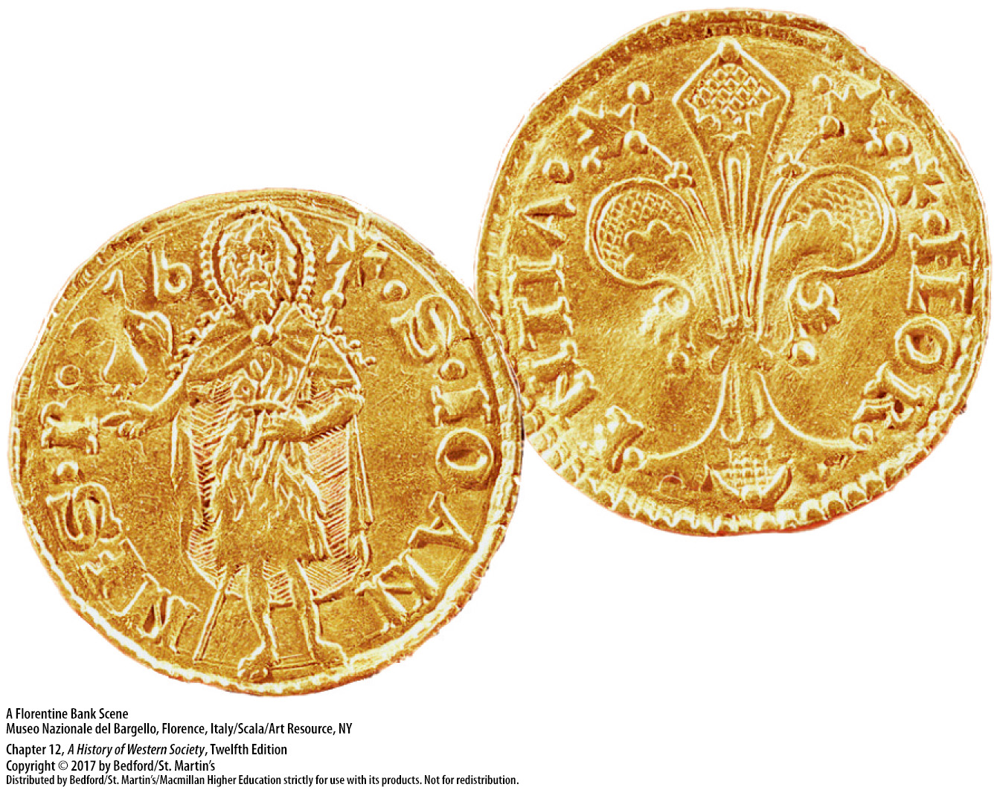 S·IOANNES·
FLOR
A Florentine Bank Scene
Museo Nazionale del Bargello, Florence, Italy/Scala/Art Resource, NY
Chapter 12, A History of Western Society, Twelfth Edition
Copyright © 2017 by Bedford/St. Martin's
Distributed by Bedford/St. Martin's/Macmillan Higher Education strictly for use with its products. Not for redistribution.